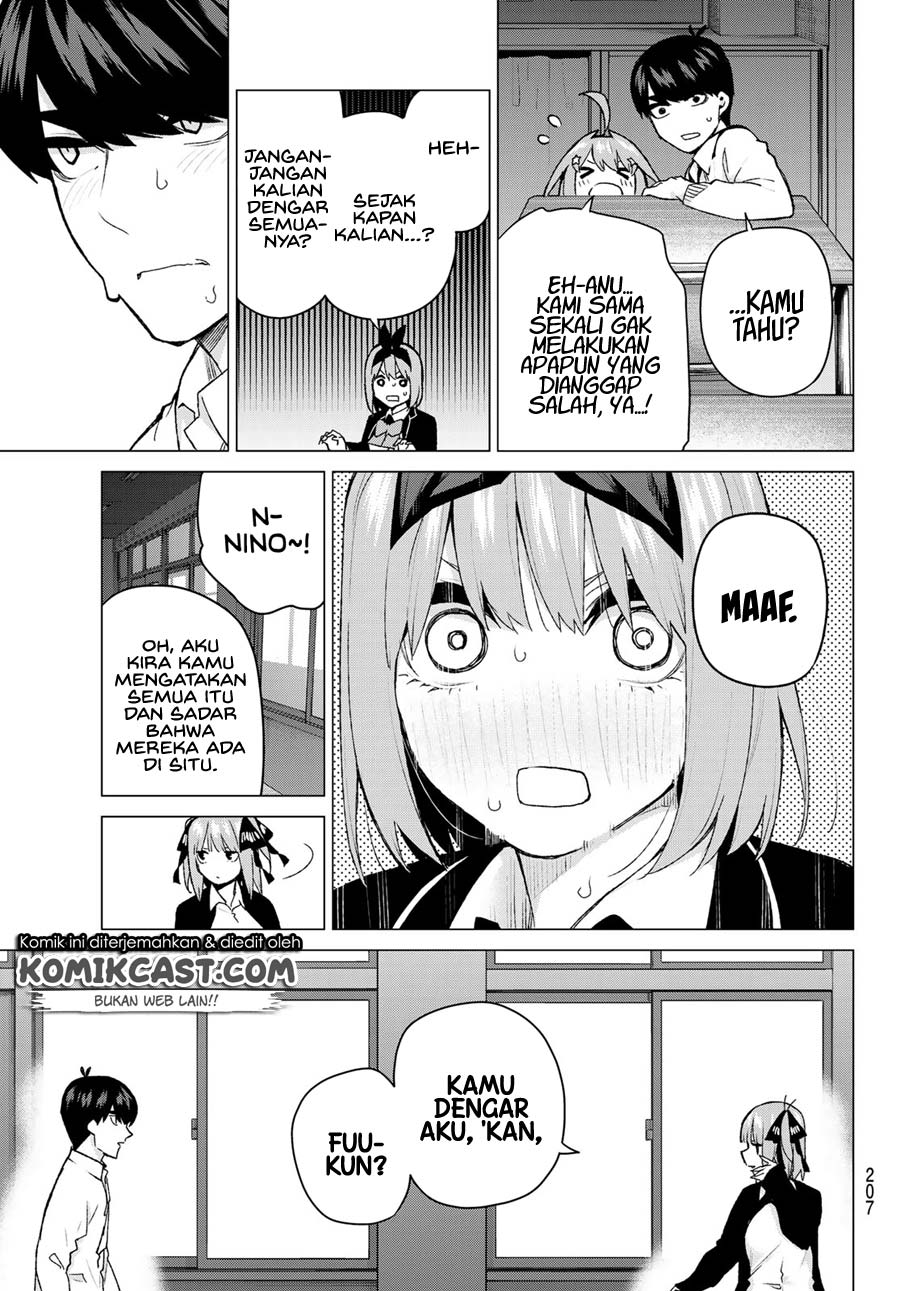 ...KAMU
TAHU?
EH-ANU...
KAMI SAMA
SEKALI GAK
MELAKUKAN
APAPUN YANG
DIANGGAP
SALAH, YA...!
HEH-
SEJAK
KAPAN
KALIAN...?
JANGAN-
JANGAN
KALIAN
DENGAR
SEMUA-
NYA?
MAAF.
N-
NINO~!
OH, AKU
KIRA KAMU
MENGATAKAN
SEMUA ITU
DAN SADAR
BAHWA
MEREKA ADA
DI SITU.
Komik ini diterjemahkan & diedit oleh
KOMIKCAST.COM
BUKAN WEB LAIN!!
KAMU
DENGAR
AKU, 'KAN,
FUU-
KUN?
207